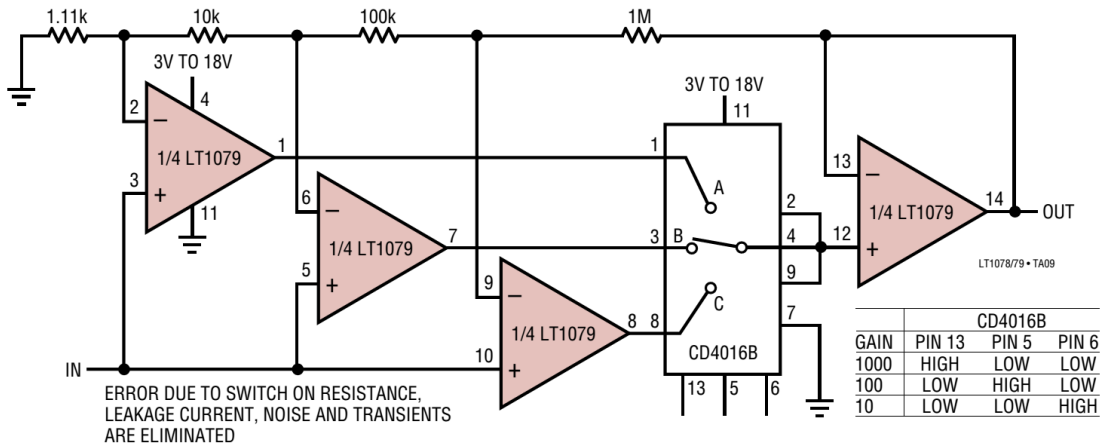 1.11k 10k 100k 1M
3V TO 18V
4
2
1/4 LT1079
1
3
11
6
1/4 LT1079
7
5
9
1/4 LT1079
8
10
IN
3V TO 18V
11
1
A
2
3 B
4
9
8
C
7
CD4016B
13 5 6
13
1/4 LT1079
14
OUT
12
LT1078/79 • TA09
ERROR DUE TO SWITCH ON RESISTANCE,
LEAKAGE CURRENT, NOISE AND TRANSIENTS
ARE ELIMINATED
CD4016B
GAIN PIN 13 PIN 5 PIN 6
1000 HIGH LOW LOW
100 LOW HIGH LOW
10 LOW LOW HIGH